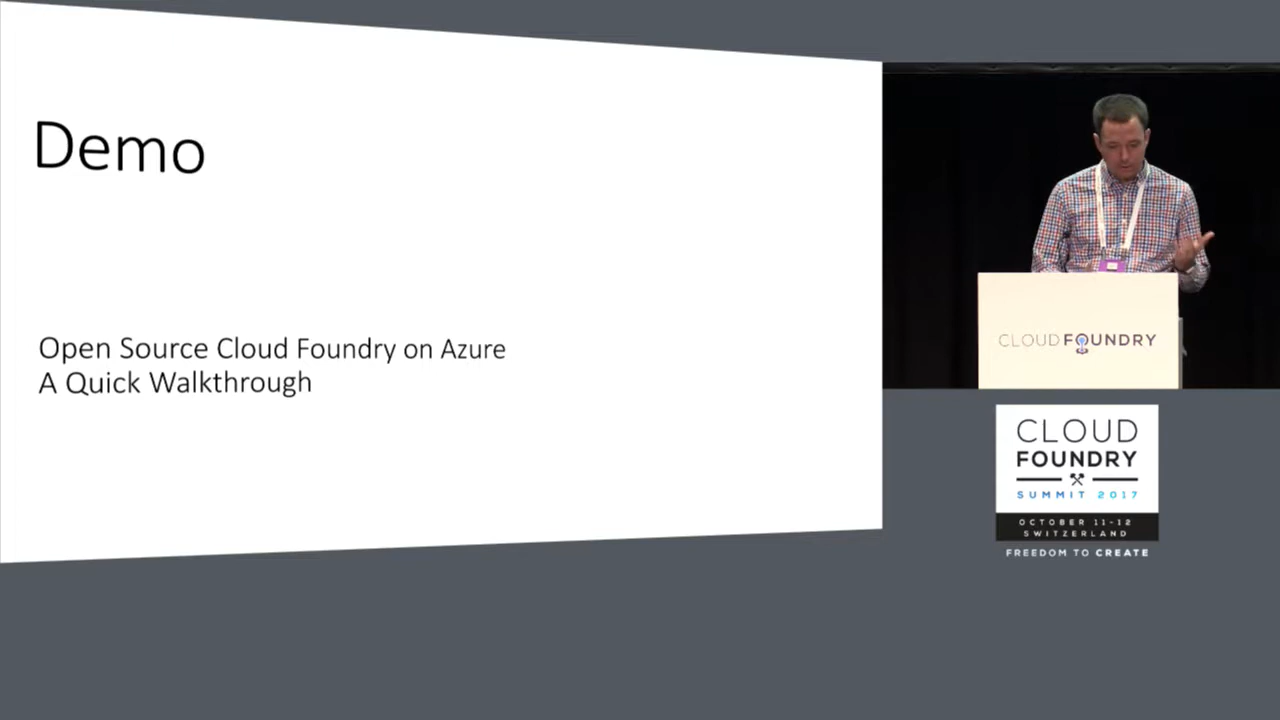 Demo
Open Source Cloud Foundry on Azure
A Quick Walkthrough
CLOUD FOUNDRY
CLOUD
FOUNDRY
SUMMIT 2017
OCTOBER 11-12
SWITZERLAND
FREEDOM TO CREATE